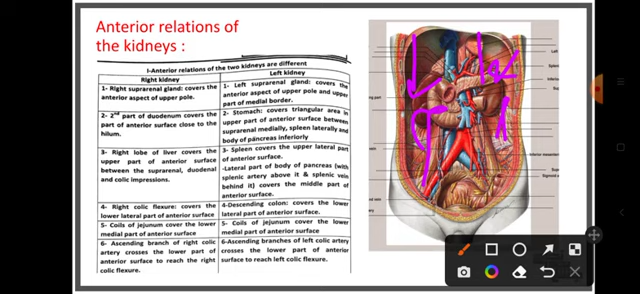 Anterior relations of
the kidneys :
I-Anterior relations of the two kidneys are different
Right kidney
Left kidney
1- Right suprarenal gland: covers the
anterior aspect of upper pole.
1- Left suprarenal gland: covers the
anterior aspect of upper pole and upper
part of medial border.
2- 2nd part of duodenum covers the
part of anterior surface close to the
hilum.
2- Stomach: covers triangular area in
upper part of anterior surface between
suprarenal medially, spleen laterally and
body of pancreas inferiorly
3- Right lobe of liver covers the
upper part of anterior surface
between the suprarenal, duodenal
and colic impressions.
3- Spleen covers the upper lateral part
of anterior surface.
-Lateral part of body of pancreas (with
splenic artery above it & splenic vein
behind it) covers the middle part of
anterior surface.
4- Right colic flexure: covers the
lower lateral part of anterior surface
4-Descending colon: covers the lower
lateral part of anterior surface.
5- Coils of jejunum cover the lower
medial part of anterior surface
5- Coils of jejunum cover the lower
medial part of anterior surface
6- Ascending branch of right colic
artery crosses the lower part of
anterior surface to reach the right
colic flexure.
6-Ascending branches of left colic artery
crosses the lower part of anterior
surface to reach left colic flexure.